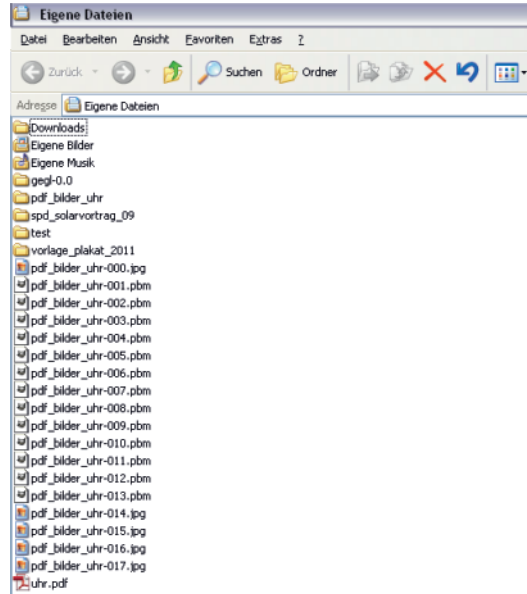 Eigene Dateien
Datei Bearbeiten Ansicht Favoriten Extras ?
Zurück Suchen Ordner
Adresse Eigene Dateien
Downloads
Eigene Bilder
Eigene Musik
gegl-0.0
pdf_bilder_uhr
spd_solarvortrag_09
test
vorlage_plakat_2011
pdf_bilder_uhr-000.jpg
pdf_bilder_uhr-001.pbm
pdf_bilder_uhr-002.pbm
pdf_bilder_uhr-003.pbm
pdf_bilder_uhr-004.pbm
pdf_bilder_uhr-005.pbm
pdf_bilder_uhr-006.pbm
pdf_bilder_uhr-007.pbm
pdf_bilder_uhr-008.pbm
pdf_bilder_uhr-009.pbm
pdf_bilder_uhr-010.pbm
pdf_bilder_uhr-011.pbm
pdf_bilder_uhr-012.pbm
pdf_bilder_uhr-013.pbm
pdf_bilder_uhr-014.jpg
pdf_bilder_uhr-015.jpg
pdf_bilder_uhr-016.jpg
pdf_bilder_uhr-017.jpg
uhr.pdf